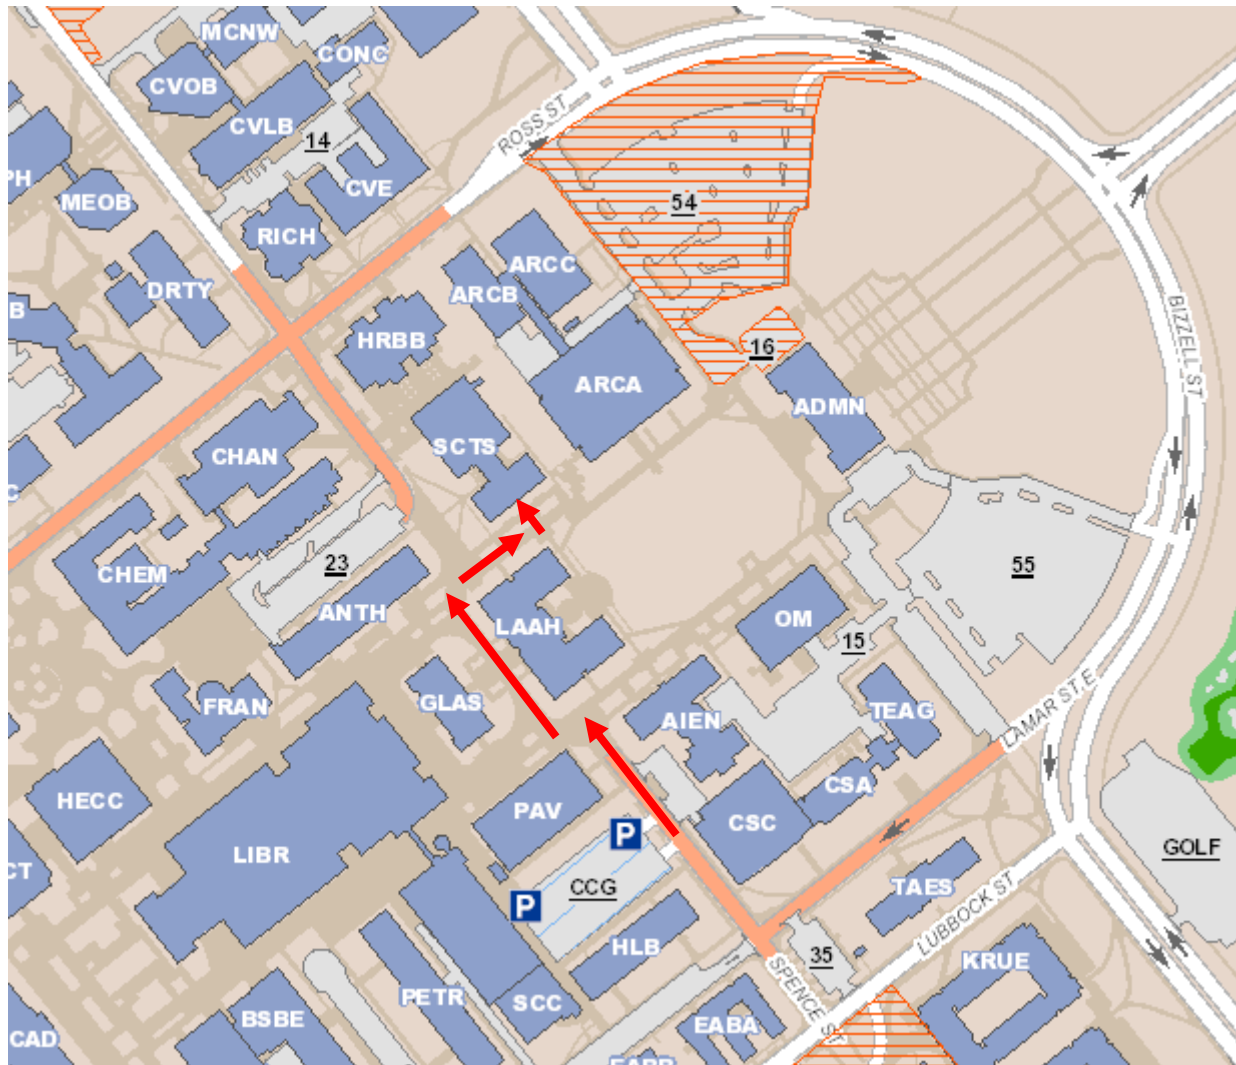 MCNW
CONC
CVOB
CVLB
14
ROSS ST
PH
CVE
MEOB
54
RICH
ARCC
DRTY
ARCB
B
BIZZELL ST
HRBB
16
ARCA
ADMN
SCTS
CHAN
C
23
55
CHEM
ANTH
LAAH
OM
15
FRAN
GLAS
AIEN
TEAG
LAMAR ST E
CSA
HECC
PAV
CSC
P
LIBR
GOLF
CT
CCG
TAES
P
LUBBOCK ST
HLB
35
KRUE
SPENCE ST
PETR
SCC
BSBE
EABA
CAD